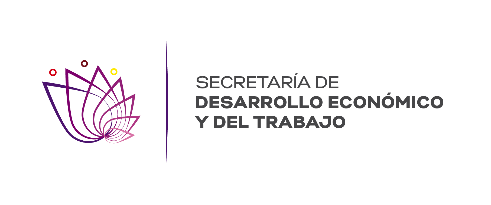 SECRETARÍA DE
DESARROLLO ECONÓMICO
Y DEL TRABAJO